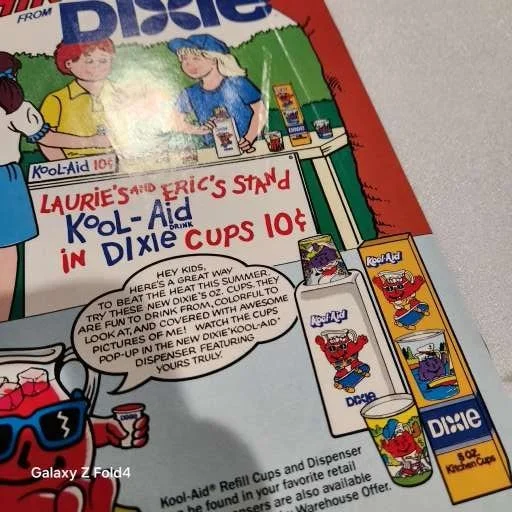 FROM Dixie
Kool-Aid 10¢
LAURIE'S AND ERIC'S STANd
KOOL-Aid DRINK
iN DIXIE CUPS 10¢
HEY KIDS,
HERE'S A GREAT WAY
TO BEAT THE HEAT THIS SUMMER.
TRY THESE NEW DIXIE® 5 OZ. CUPS. THEY
ARE FUN TO DRINK FROM, COLORFUL TO
LOOK AT, AND COVERED WITH AWESOME
PICTURES OF ME! WATCH THE CUPS
POP-UP IN THE NEW DIXIE®KOOL-AID®
DISPENSER FEATURING
YOURS TRULY.
Kool-Aid
Kool-Aid
DIXIE
DIXIE
5 OZ.
Kitchen Cups
Kool-Aid® Refill Cups and Dispenser
be found in your favorite retail
are also available
Warehouse Offer.
Galaxy Z Fold4